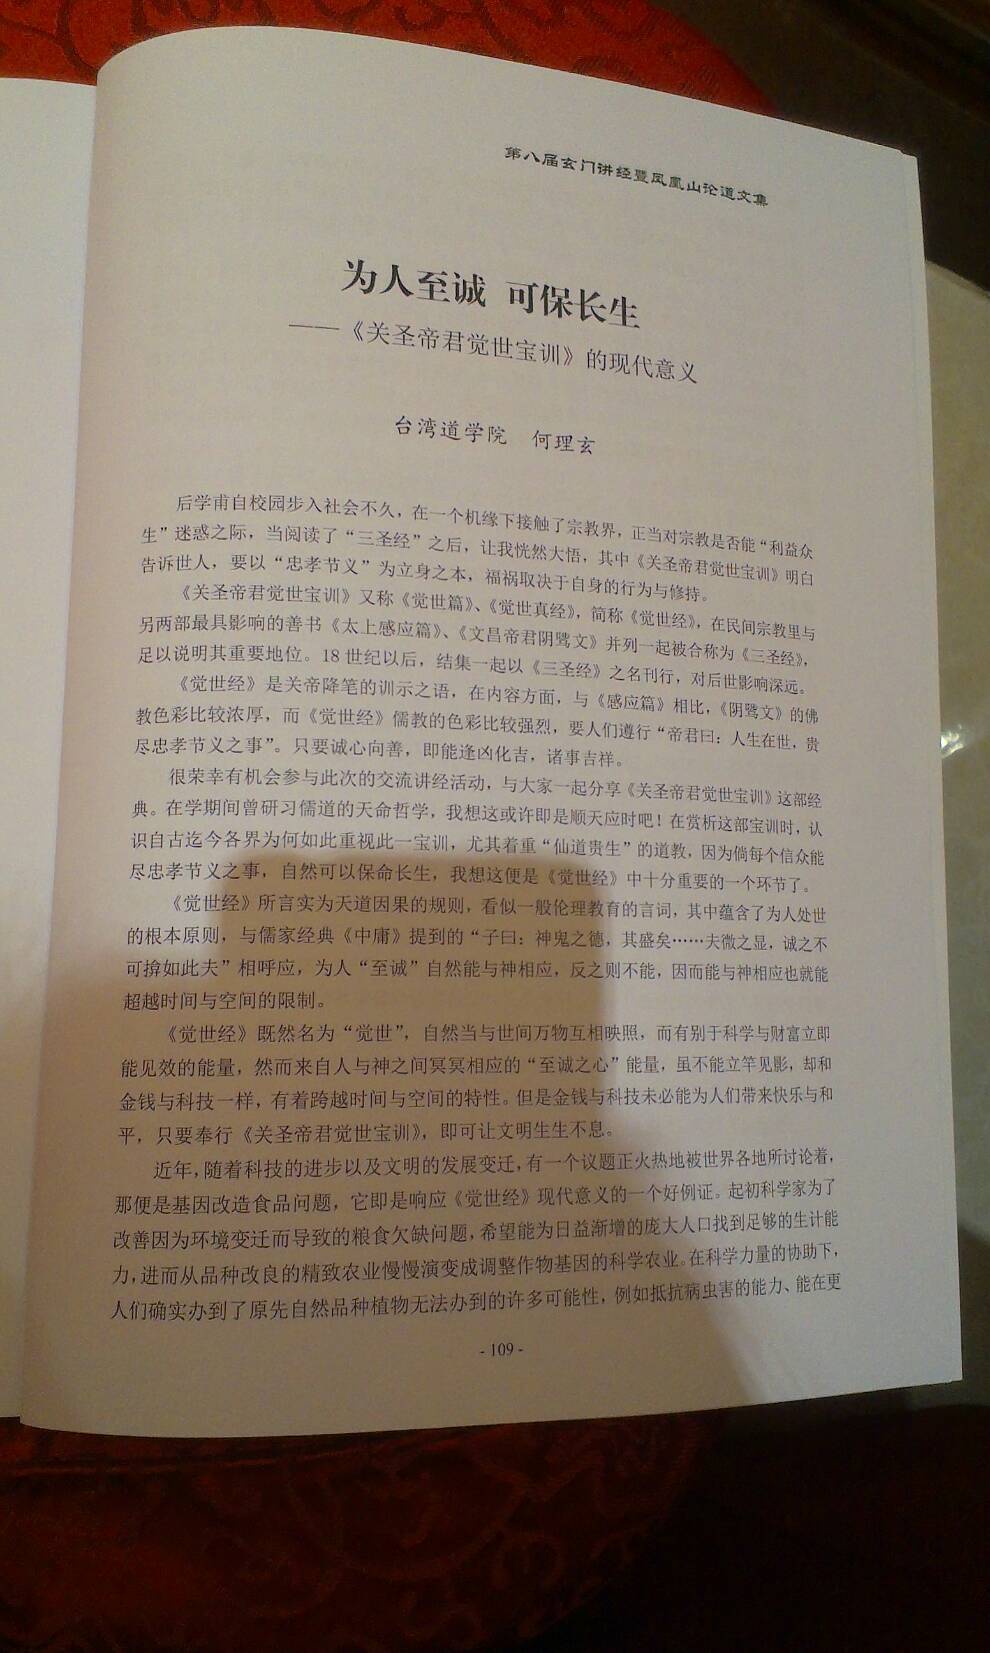 第八届玄门讲经暨凤凰山论道文集
为人至诚 可保长生
——《关圣帝君觉世宝训》的现代意义
台湾道学院 何理玄
后学甫自校园步入社会不久，在一个机缘下接触了宗教界，正当对宗教是否能“利益众
生”迷惑之际，当阅读了“三圣经”之后，让我恍然大悟，其中《关圣帝君觉世宝训》明白
告诉世人，要以“忠孝节义”为立身之本，福祸取决于自身的行为与修持。
《关圣帝君觉世宝训》又称《觉世篇》、《觉世真经》，简称《觉世经》，在民间宗教里与
另两部最具影响的善书《太上感应篇》、《文昌帝君阴骘文》并列一起被合称为《三圣经》，
足以说明其重要地位。18 世纪以后，结集一起以《三圣经》之名刊行，对后世影响深远。
《觉世经》是关帝降笔的训示之语，在内容方面，与《感应篇》相比，《阴骘文》的佛
教色彩比较浓厚，而《觉世经》儒教的色彩比较强烈，要人们遵行“帝君曰：人生在世，贵
尽忠孝节义之事”。只要诚心向善，即能逢凶化吉，诸事吉祥。
很荣幸有机会参与此次的交流讲经活动，与大家一起分享《关圣帝君觉世宝训》这部经
典。在学期间曾研习儒道的天命哲学，我想这或许即是顺天应时吧！在赏析这部宝训时，认
识自古迄今各界为何如此重视此一宝训，尤其着重“仙道贵生”的道教，因为倘每个信众能
尽忠孝节义之事，自然可以保命长生，我想这便是《觉世经》中十分重要的一个环节了。
《觉世经》所言实为天道因果的规则，看似一般伦理教育的言词，其中蕴含了为人处世
的根本原则，与儒家经典《中庸》提到的“子曰：神鬼之德，其盛矣……夫微之显，诚之不
可揜如此夫”相呼应，为人“至诚”自然能与神相应，反之则不能，因而能与神相应也就能
超越时间与空间的限制。
《觉世经》既然名为“觉世”，自然当与世间万物互相映照，而有别于科学与财富立即
能见效的能量，然而来自人与神之间冥冥相应的“至诚之心”能量，虽不能立竿见影，却和
金钱与科技一样，有着跨越时间与空间的特性。但是金钱与科技未必能为人们带来快乐与和
平，只要奉行《关圣帝君觉世宝训》，即可让文明生生不息。
近年，随着科技的进步以及文明的发展变迁，有一个议题正火热地被世界各地所讨论着，
那便是基因改造食品问题，它即是响应《觉世经》现代意义的一个好例证。起初科学家为了
改善因为环境变迁而导致的粮食欠缺问题，希望能为日益渐增的庞大人口找到足够的生计能
力，进而从品种改良的精致农业慢慢演变成调整作物基因的科学农业。在科学力量的协助下，
人们确实办到了原先自然品种植物无法办到的许多可能性，例如抵抗病虫害的能力、能在更
- 109 -